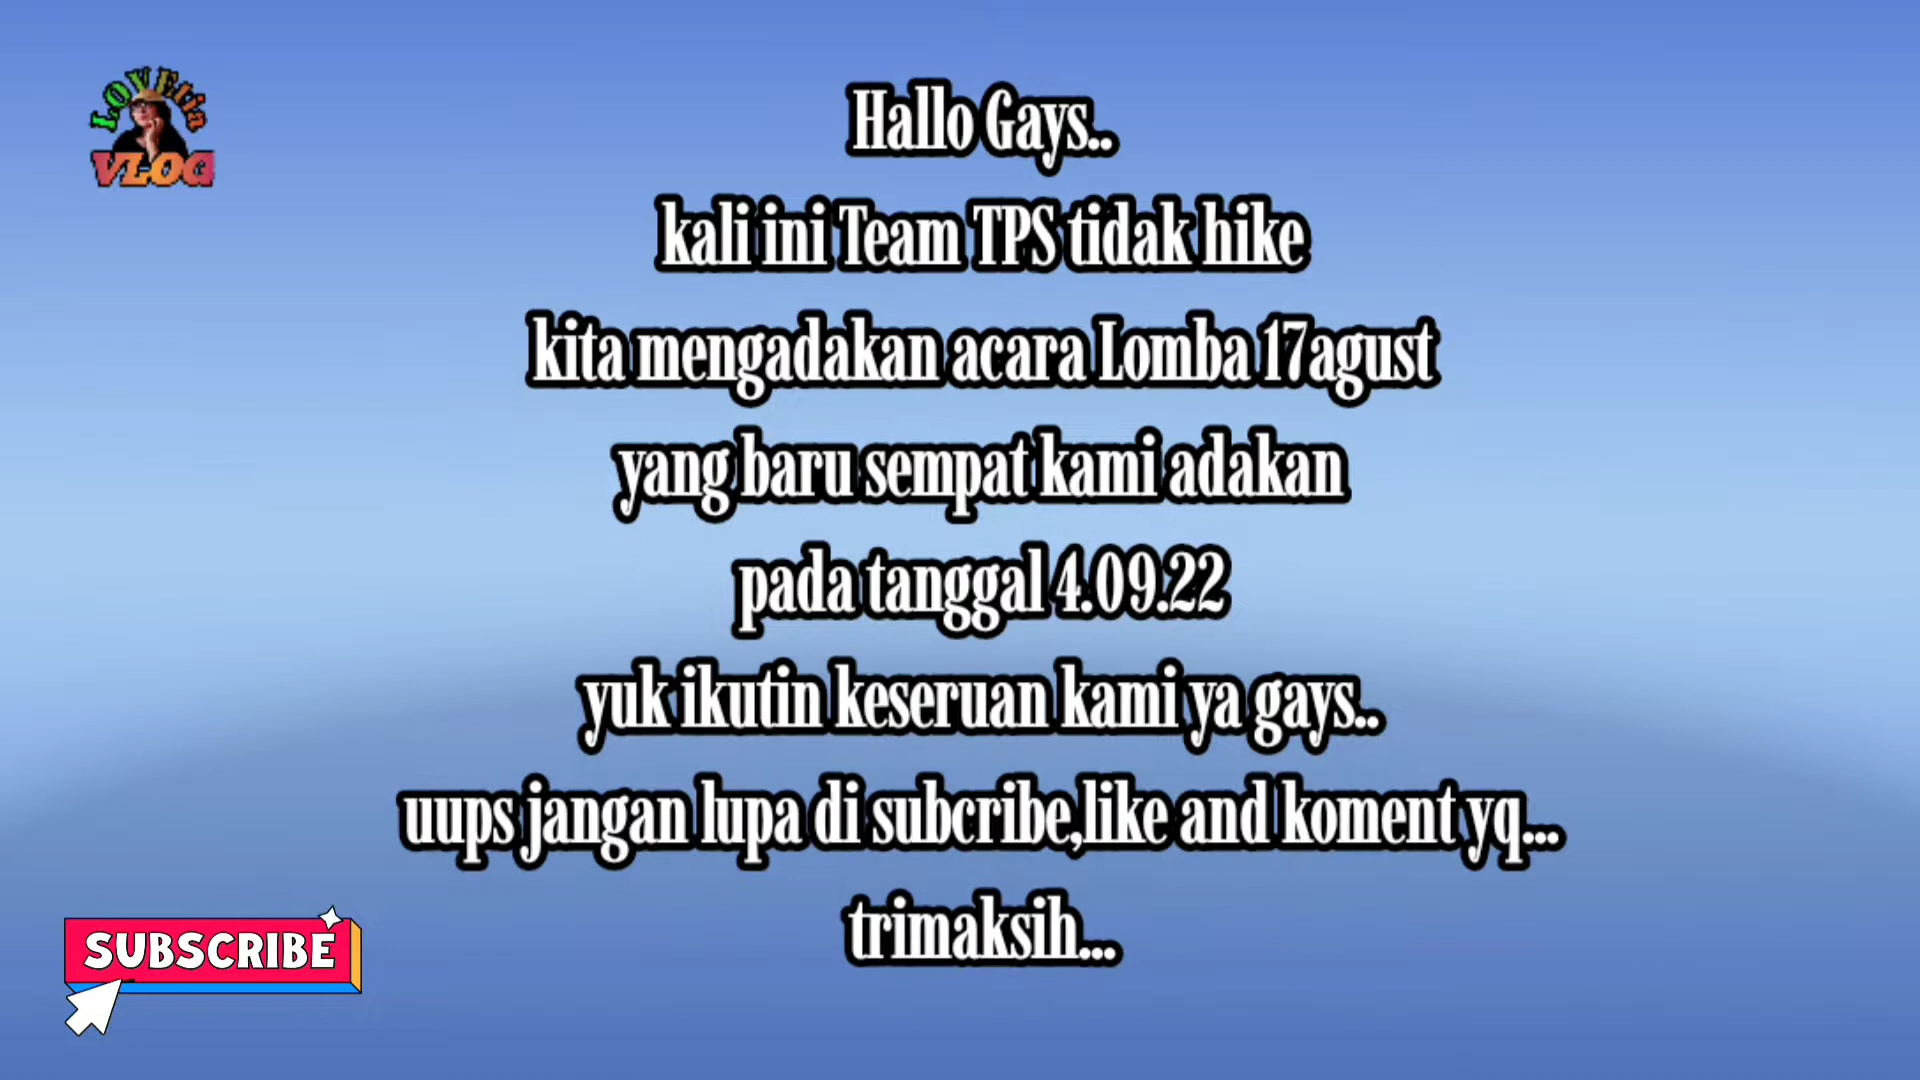 LOVEtia
VLOG
Hallo Gays..
kali ini Team TPS tidak hike
kita mengadakan acara Lomba 17agust
yang baru sempat kami adakan
pada tanggal 4.09.22
yuk ikutin keseruan kami ya gays..
uups jangan lupa di subcribe,like and koment yq...
trimaksih...
SUBSCRIBE